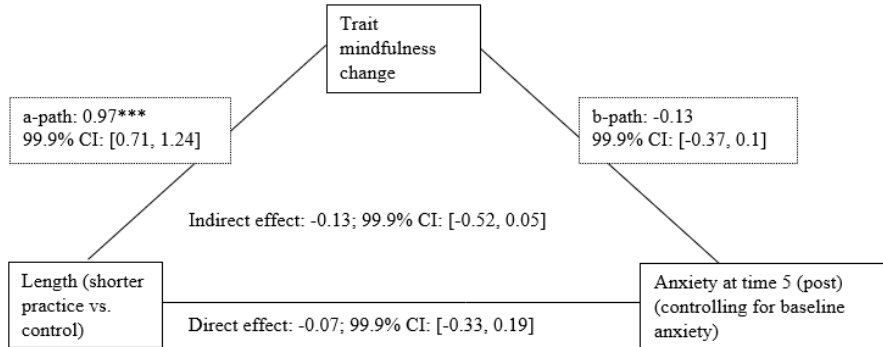 Trait
mindfulness
change
a-path: 0.97***
99.9% CI: [0.71, 1.24]
b-path: -0.13
99.9% CI: [-0.37, 0.1]
Indirect effect: -0.13; 99.9% CI: [-0.52, 0.05]
Length (shorter
practice vs.
control)
Anxiety at time 5 (post)
(controlling for baseline
anxiety)
Direct effect: -0.07; 99.9% CI: [-0.33, 0.19]